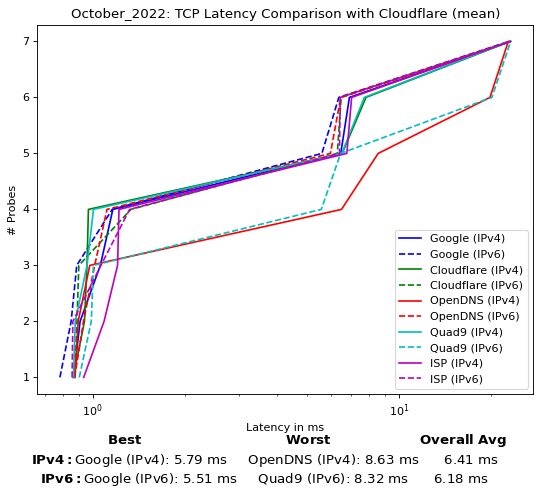 October_2022: TCP Latency Comparison with Cloudflare (mean)
7
6
5
4
3
2
1
# Probes
Google (IPv4)
Google (IPv6)
Cloudflare (IPv4)
Cloudflare (IPv6)
OpenDNS (IPv4)
OpenDNS (IPv6)
Quad9 (IPv4)
Quad9 (IPv6)
ISP (IPv4)
ISP (IPv6)
10⁰ 10¹
Latency in ms
Best Worst Overall Avg
IPv4: Google (IPv4): 5.79 ms OpenDNS (IPv4): 8.63 ms 6.41 ms
IPv6: Google (IPv6): 5.51 ms Quad9 (IPv6): 8.32 ms 6.18 ms